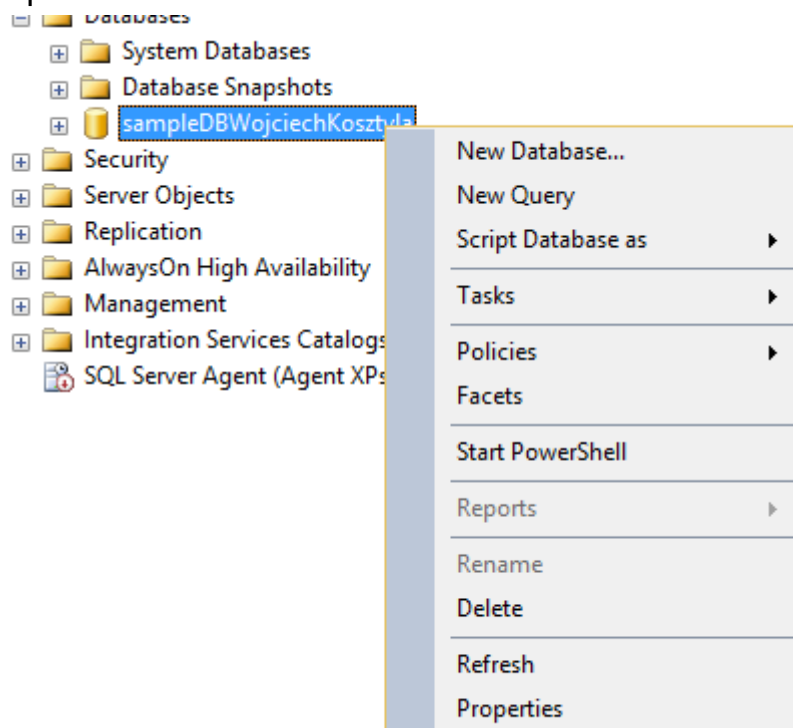 Databases
System Databases
Database Snapshots
sampleDBWojciechKosztyla
Security
Server Objects
Replication
AlwaysOn High Availability
Management
Integration Services Catalogs
SQL Server Agent (Agent XPs
New Database...
New Query
Script Database as
Tasks
Policies
Facets
Start PowerShell
Reports
Rename
Delete
Refresh
Properties